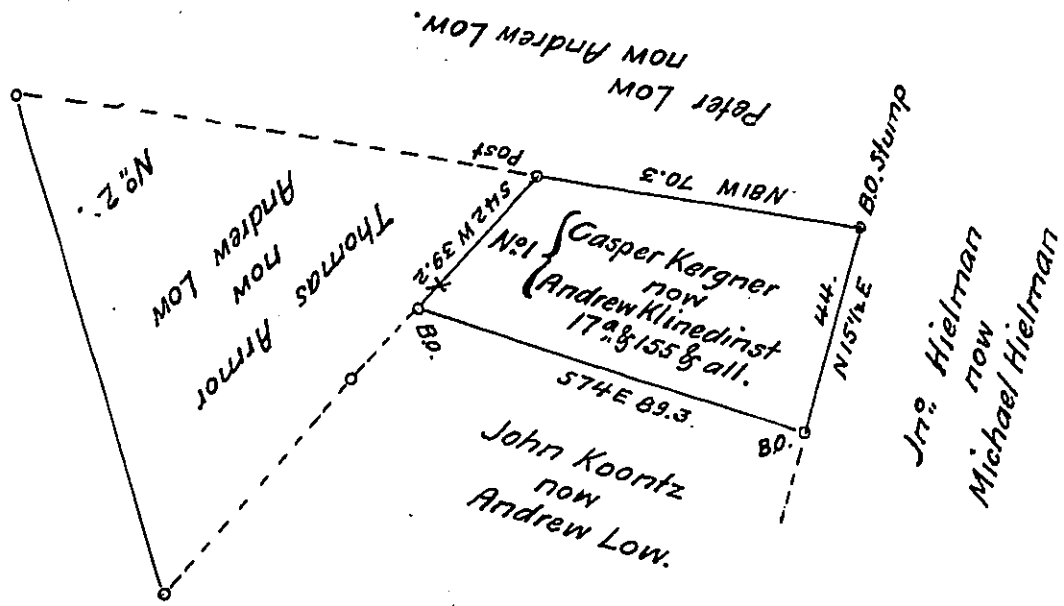 Peter Low
now Andrew Low.
Post
N81W 70.3
B.O. Stump
No. 2.
Thomas Armor
now
Andrew Low
S42W 39.2
No. 1 { Casper Kergner
now
Andrew Klinedinst
17a & 155 & all.
44.
N15½E
B.O.
S74E 89.3.
B.O.
John Koontz
now
Andrew Low.
Jno. Hielman
now
Michael Hielman